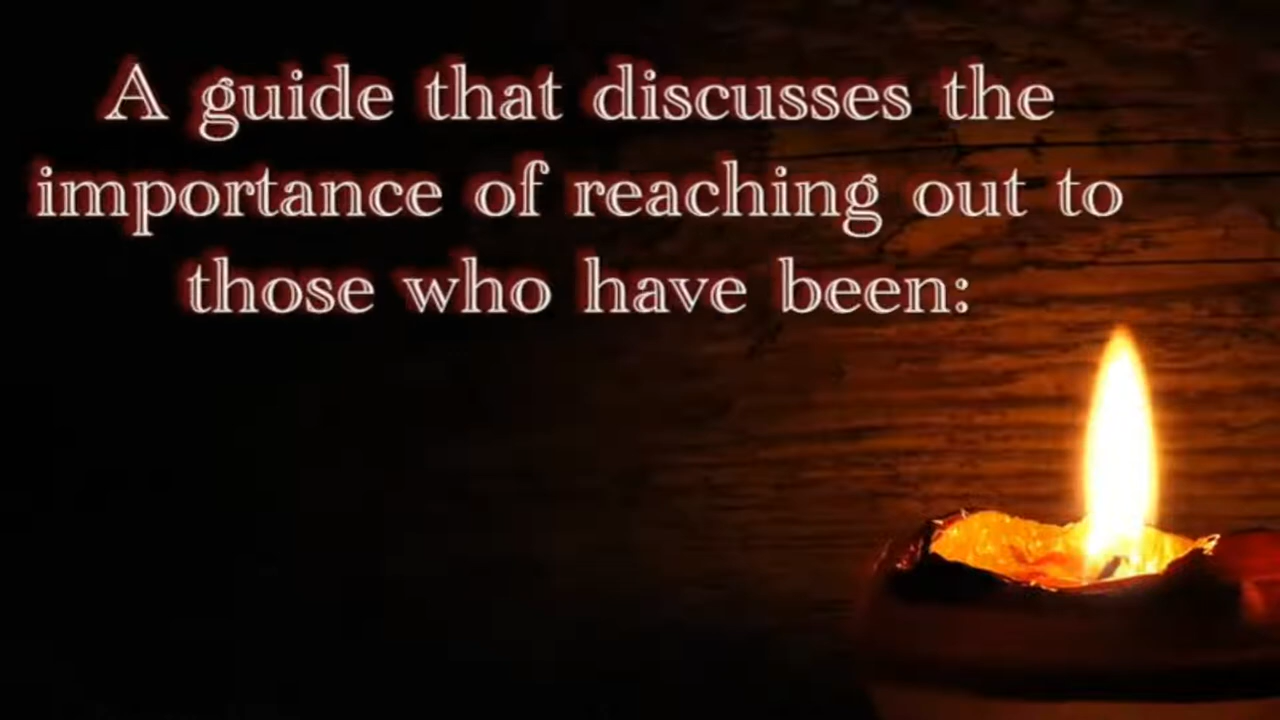 A guide that discusses the
importance of reaching out to
those who have been: